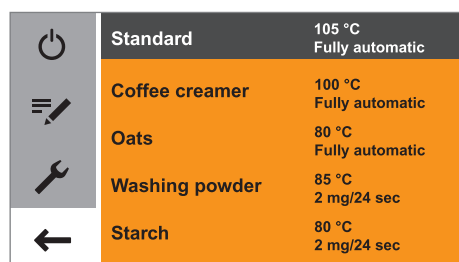 Standard 105 °C
Fully automatic
Coffee creamer 100 °C
Fully automatic
Oats 80 °C
Fully automatic
Washing powder 85 °C
2 mg/24 sec
Starch 80 °C
2 mg/24 sec